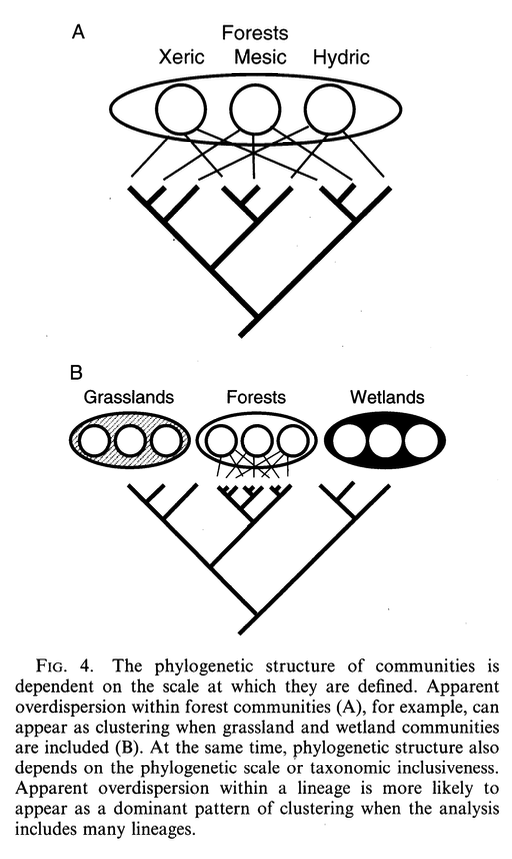 A
Forests
Xeric Mesic Hydric
B
Grasslands Forests Wetlands
FIG. 4. The phylogenetic structure of communities is
dependent on the scale at which they are defined. Apparent
overdispersion within forest communities (A), for example, can
appear as clustering when grassland and wetland communities
are included (B). At the same time, phylogenetic structure also
depends on the phylogenetic scale or taxonomic inclusiveness.
Apparent overdispersion within a lineage is more likely to
appear as a dominant pattern of clustering when the analysis
includes many lineages.